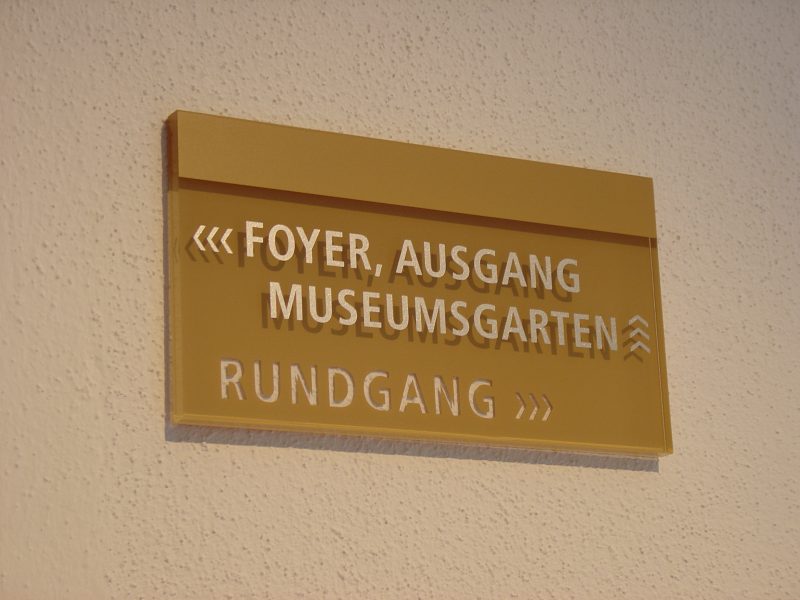 ‹‹‹ FOYER, AUSGANG
MUSEUMSGARTEN
RUNDGANG ›››